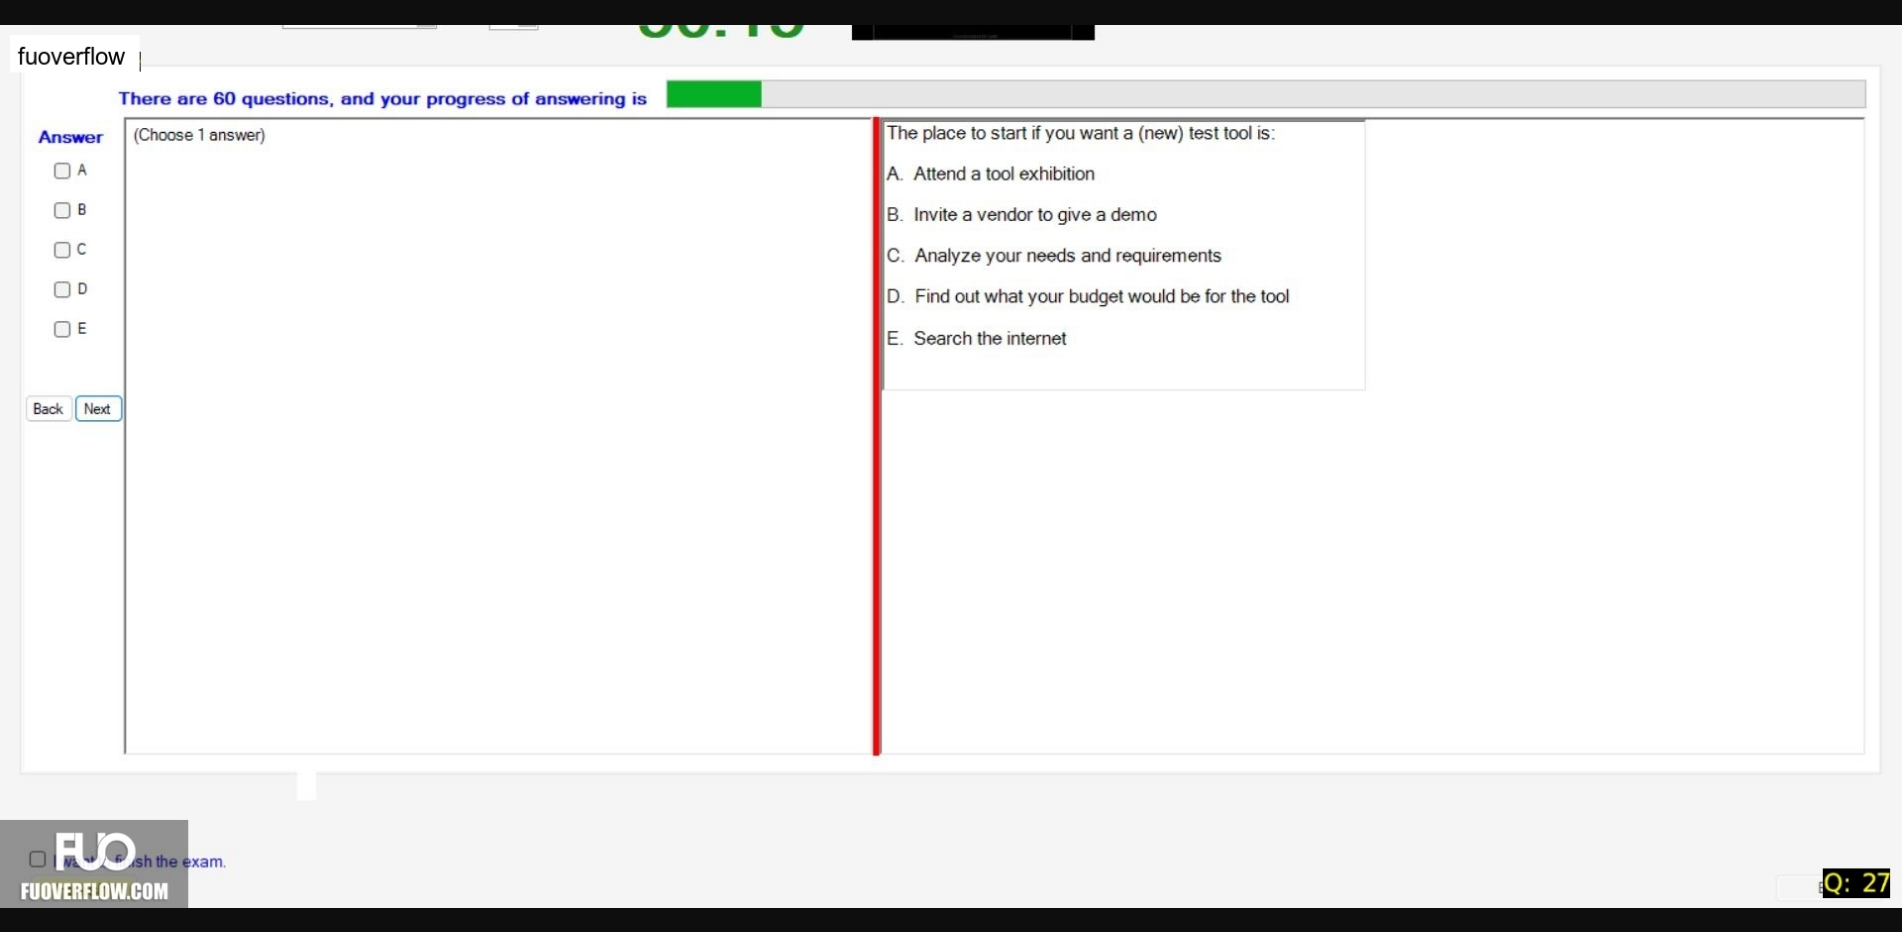 fuoverflow
There are 60 questions, and your progress of answering is
Answer
(Choose 1 answer)
A
B
C
D
E
Back Next
The place to start if you want a (new) test tool is:
A. Attend a tool exhibition
B. Invite a vendor to give a demo
C. Analyze your needs and requirements
D. Find out what your budget would be for the tool
E. Search the internet
the exam.
FUO
FUOVERFLOW.COM
Q: 27